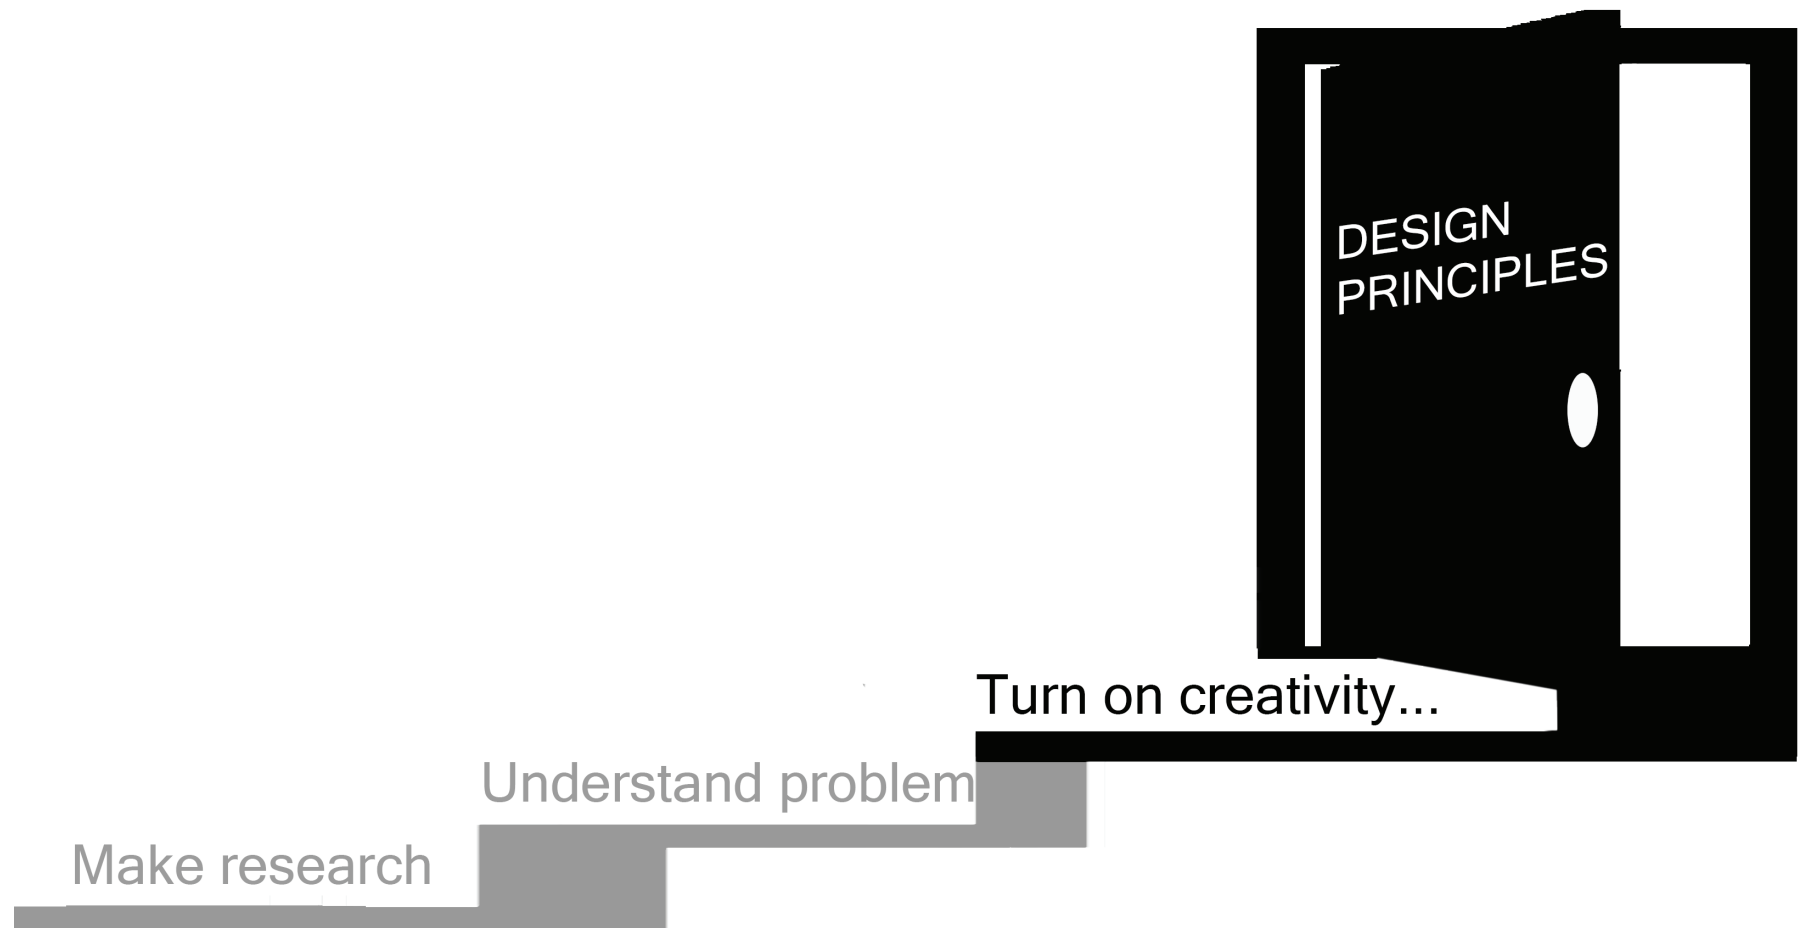 DESIGN
PRINCIPLES
Turn on creativity...
Understand problem
Make research